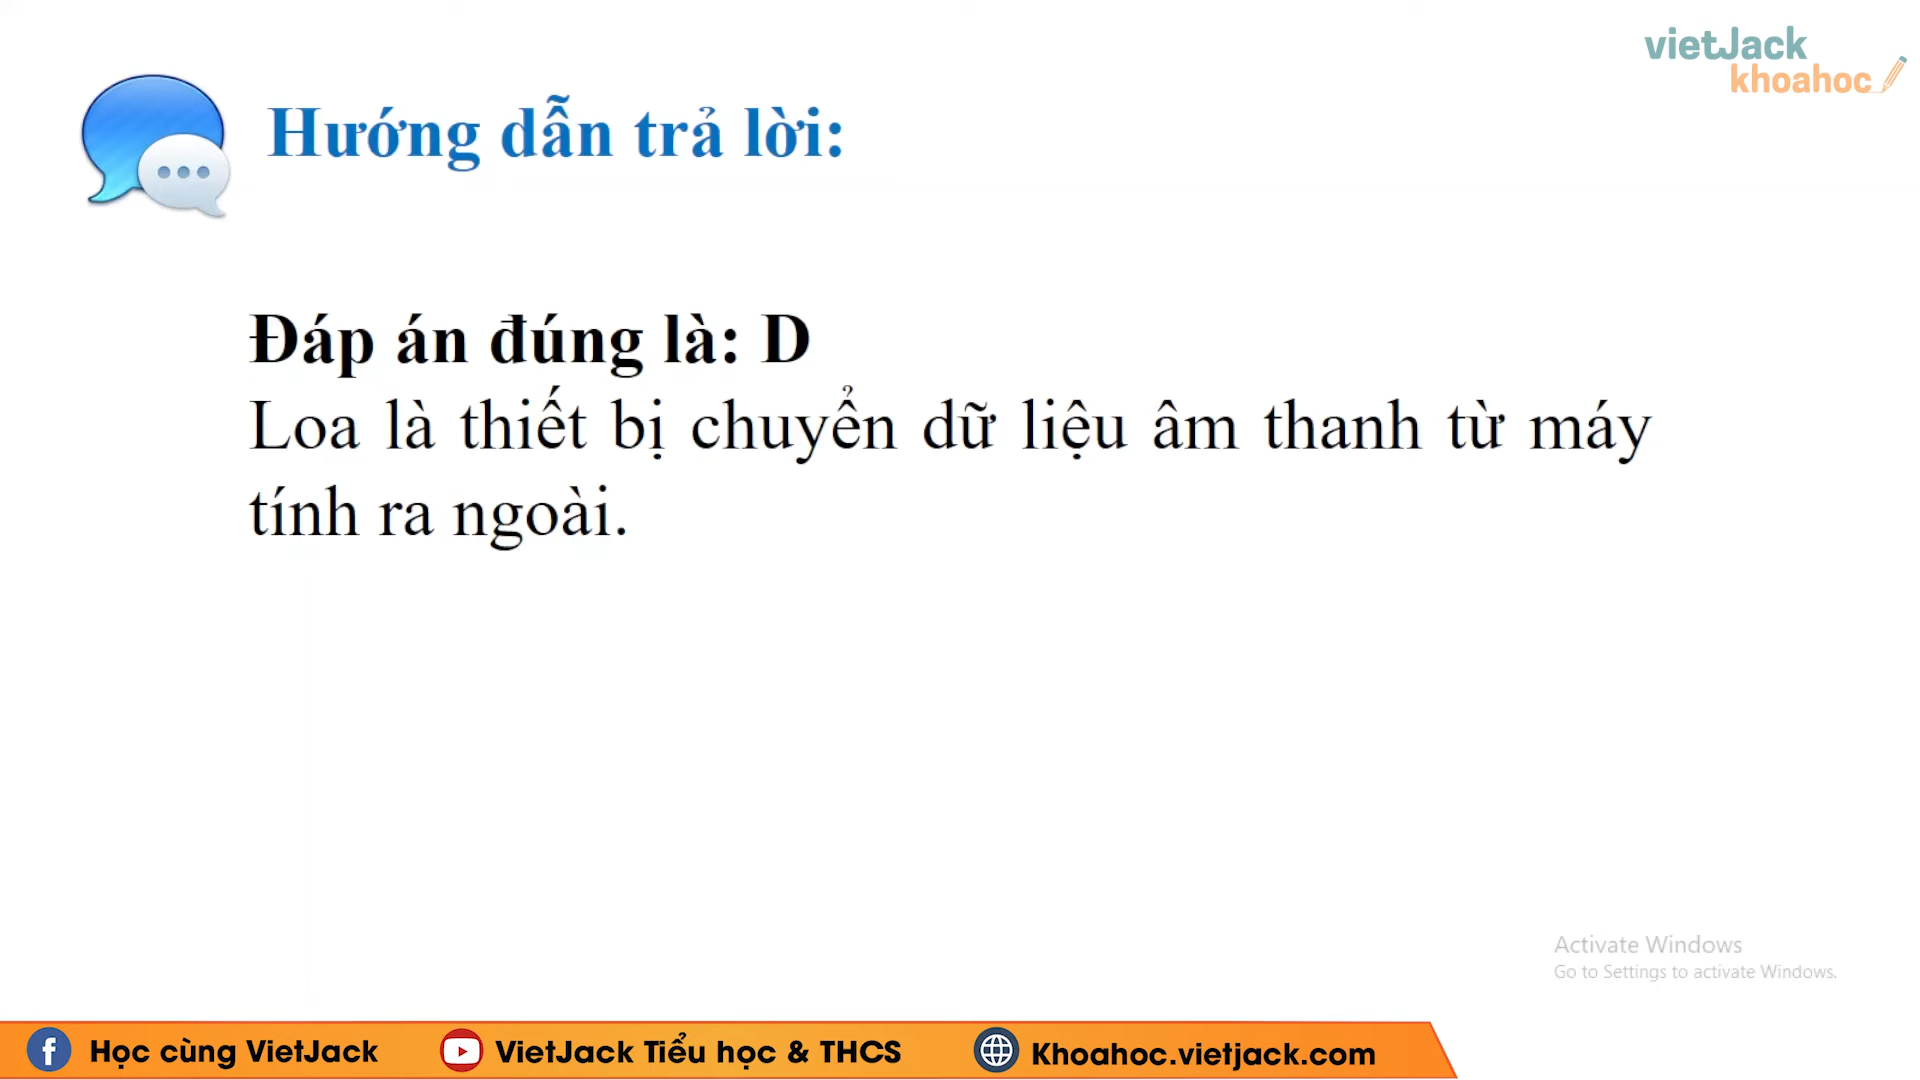 vietJack
khoahoc
Hướng dẫn trả lời:
Đáp án đúng là: D
Loa là thiết bị chuyển dữ liệu âm thanh từ máy
tính ra ngoài.
Activate Windows
Go to Settings to activate Windows.
Học cùng VietJack
VietJack Tiểu học & THCS
Khoahoc.vietjack.com